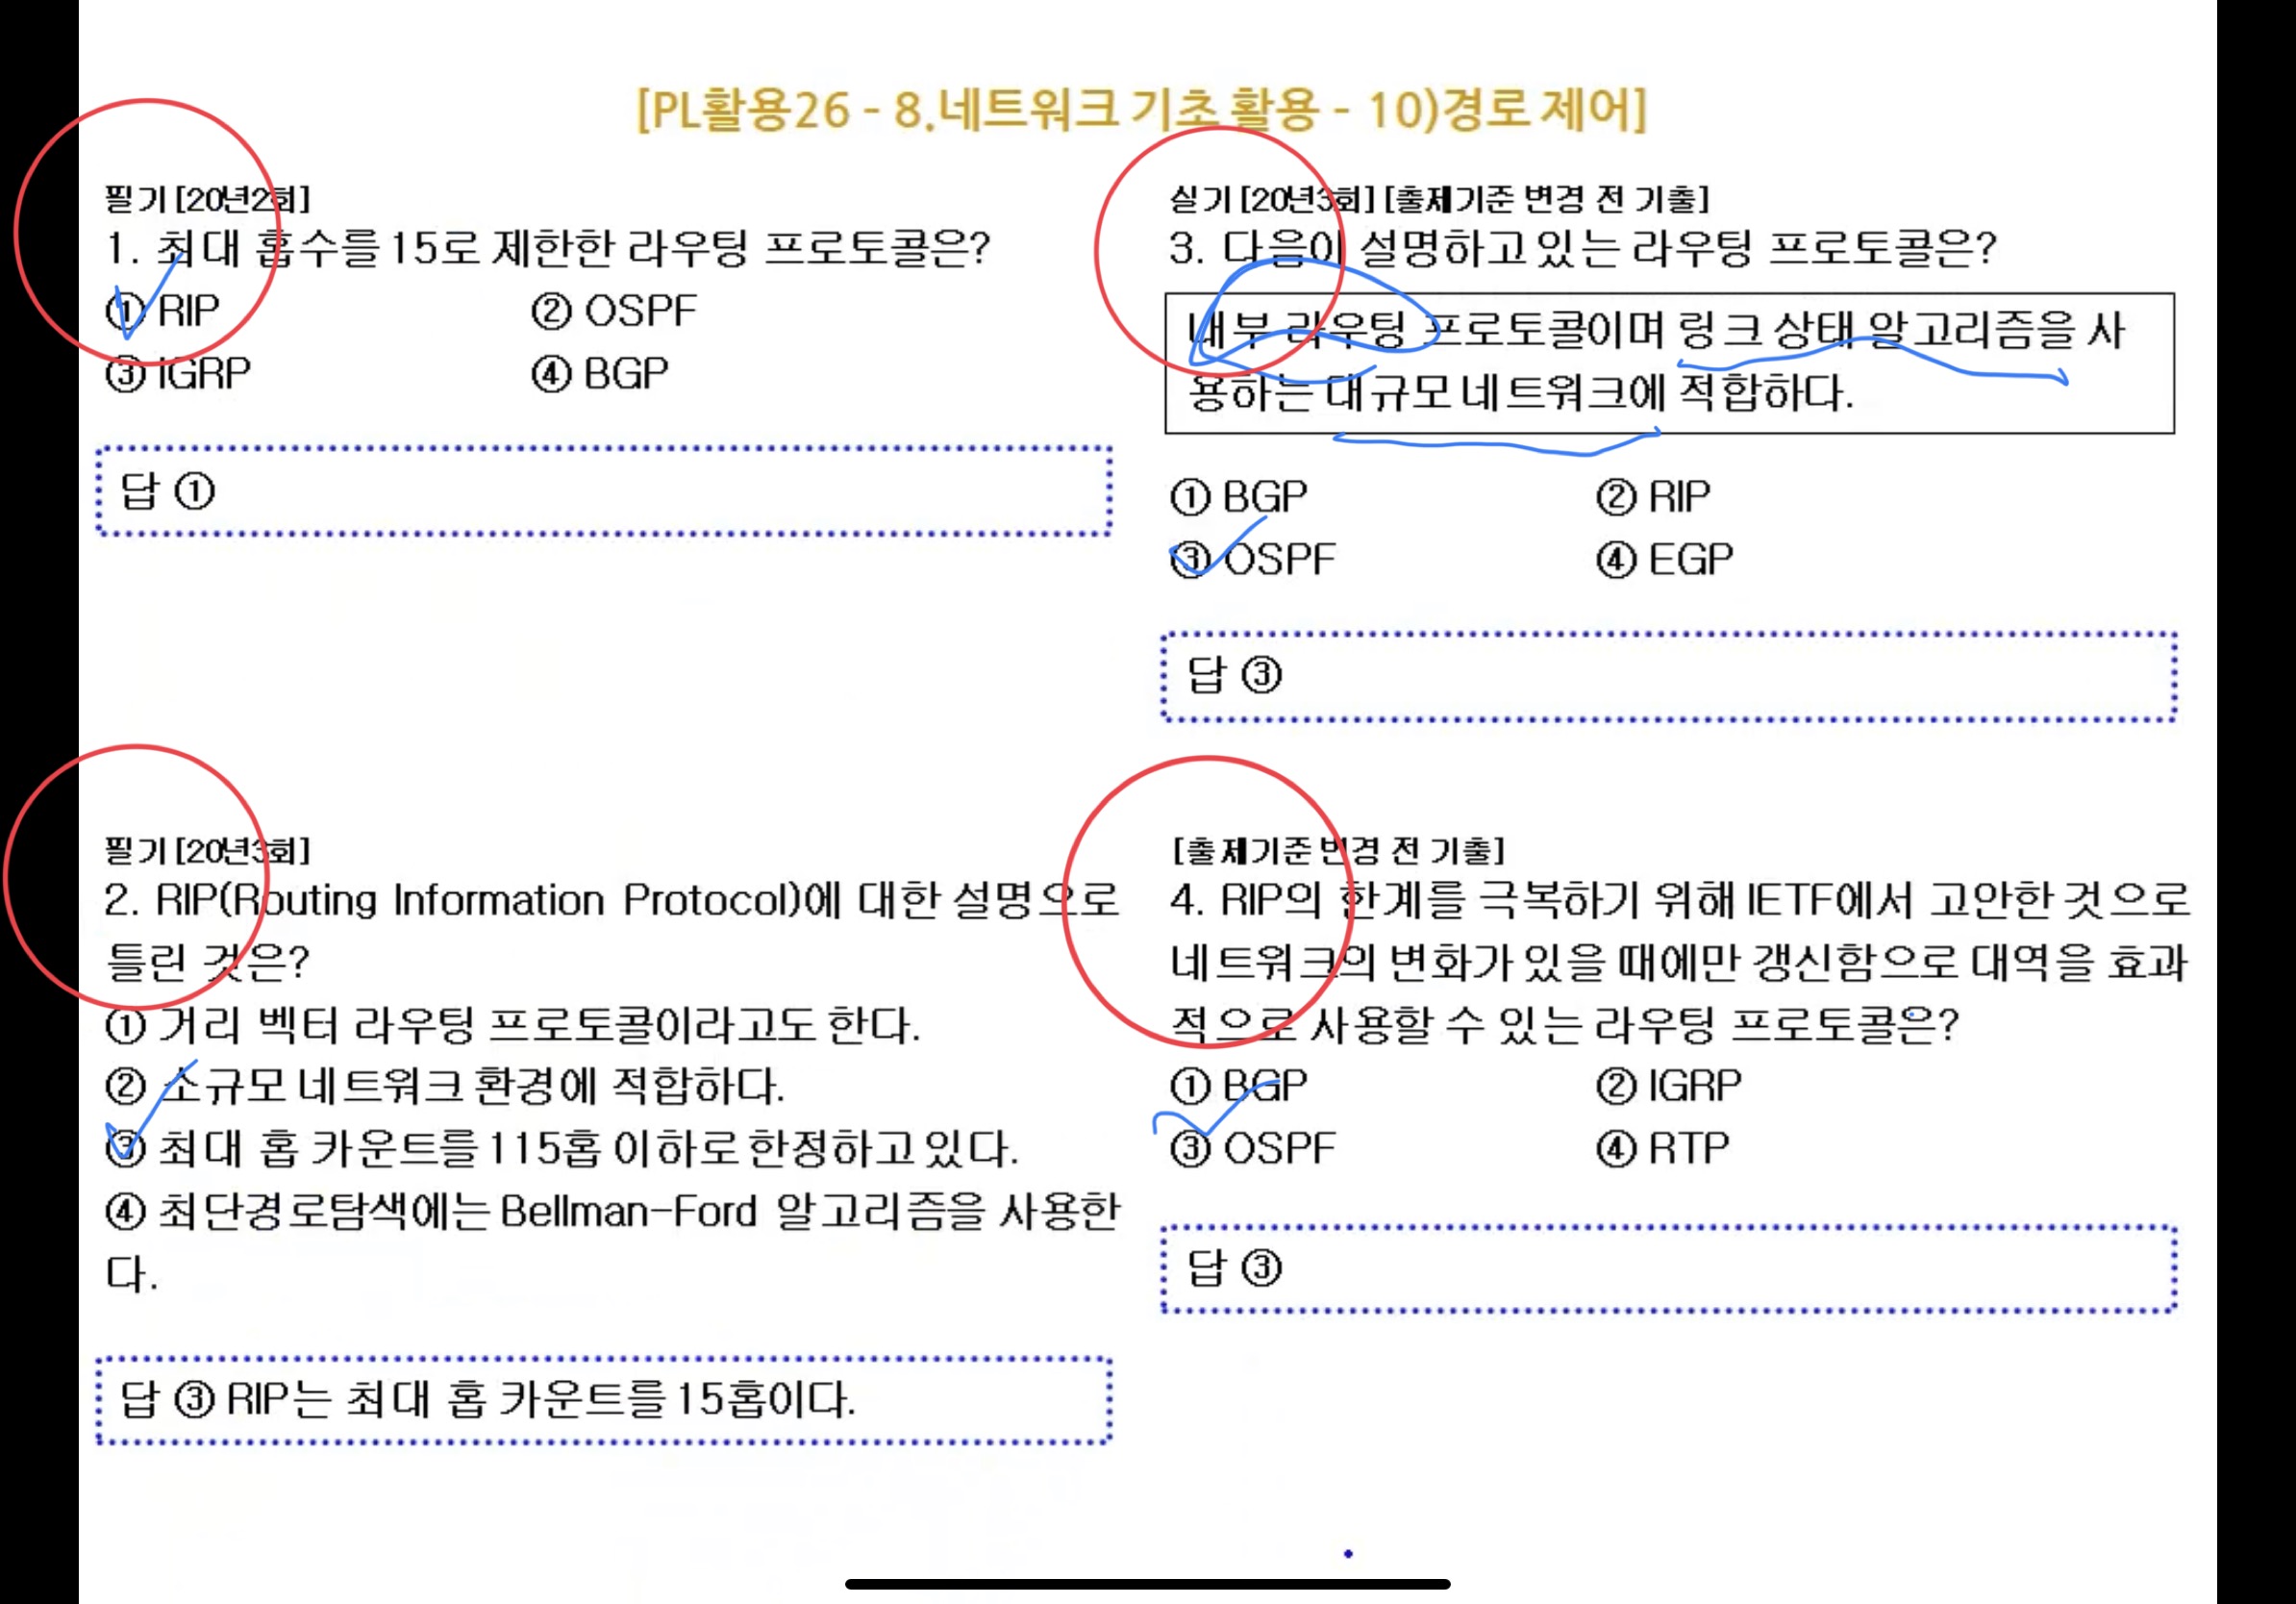 [PL활용26 - 8.네트워크 기초 활용 - 10)경로 제어]
필기 [20년2회]
1. 최대 홉수를 15로 제한한 라우팅 프로토콜은?
① RIP ② OSPF
③ IGRP ④ BGP
답 ①
필기 [20년3회]
2. RIP(Routing Information Protocol)에 대한 설명으로
틀린 것은?
① 거리 벡터 라우팅 프로토콜이라고도 한다.
② 소규모 네트워크 환경에 적합하다.
③ 최대 홉 카운트를 115홉 이하로 한정하고 있다.
④ 최단경로탐색에는 Bellman-Ford 알고리즘을 사용한
다.
답 ③ RIP는 최대 홉 카운트를 15홉이다.
실기 [20년3회] [출제기준 변경 전 기출]
3. 다음이 설명하고 있는 라우팅 프로토콜은?
내부 라우팅 프로토콜이며 링크 상태 알고리즘을 사
용하는 대규모 네트워크에 적합하다.
① BGP ② RIP
③ OSPF ④ EGP
답 ③
[출제기준 변경 전 기출]
4. RIP의 한계를 극복하기 위해 IETF에서 고안한 것으로
네트워크의 변화가 있을 때에만 갱신함으로 대역을 효과
적으로 사용할 수 있는 라우팅 프로토콜은?
① BGP ② IGRP
③ OSPF ④ RTP
답 ③